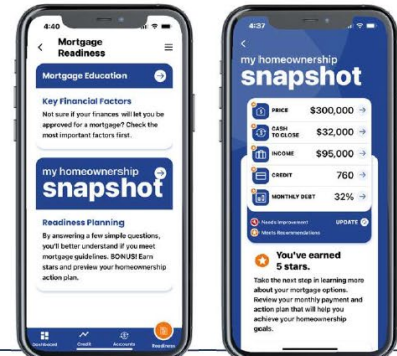 4:40
Mortgage
Readiness
Mortgage Education
Key Financial Factors
Not sure if your finances will let you be
approved for a mortgage? Check the
most important factors first.
my homeownership
snapshot
Readiness Planning
By answering a few simple questions,
you'll better understand if you meet
mortgage guidelines. BONUS! Earn
stars and preview your homeownership
action plan.
Dashboard
Credit
Accounts
Readiness
4:37
my homeownership
snapshot
PRICE $300,000
CASH
TO CLOSE $32,000
INCOME $95,000
CREDIT 760
MONTHLY DEBT 32%
Needs Improvement
UPDATE
Meets Recommendations
You've earned
5 stars.
Take the next step in learning more
about your mortgage options.
Review your monthly payment and
action plan that will help you
achieve your homeownership
goals.